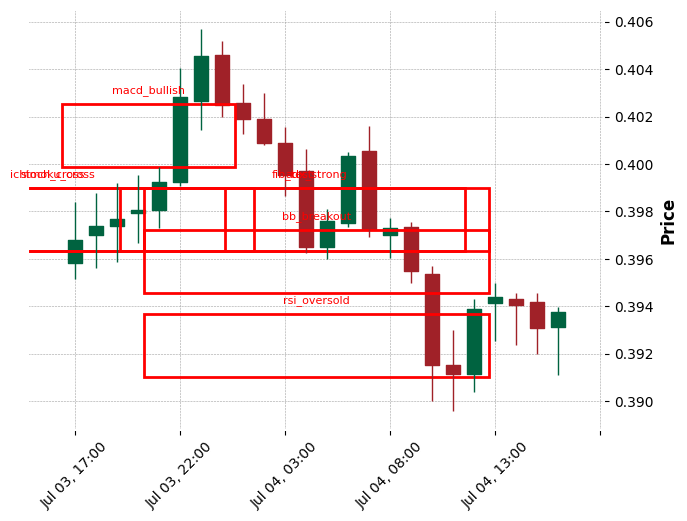 0.406
0.404
macd_bullish
0.402
0.400
0.398
bb_breakout
0.396
0.394
rsi_oversold
0.392
0.390
Price
Jul 03, 17:00
Jul 03, 22:00
Jul 04, 03:00
Jul 04, 08:00
Jul 04, 13:00